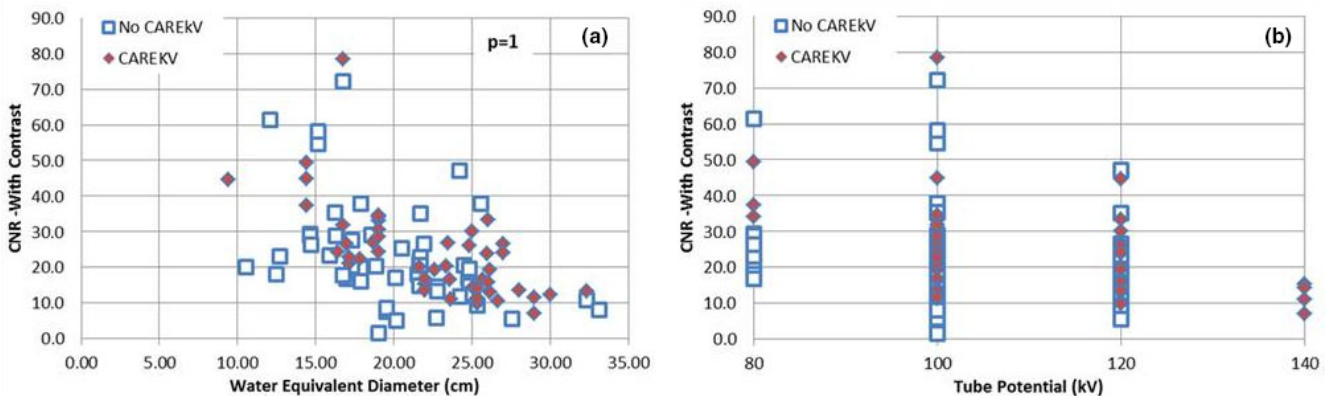 90.0
80.0
70.0
60.0
50.0
40.0
30.0
20.0
10.0
0.0
CNR -With Contrast
No CAREkV
CAREKV
p=1
(a)
0.00 5.00 10.00 15.00 20.00 25.00 30.00 35.00
Water Equivalent Diameter (cm)
90.0
80.0
70.0
60.0
50.0
40.0
30.0
20.0
10.0
0.0
CNR -With Contrast
No CAREkV
CAREKV
(b)
80 100 120 140
Tube Potential (kV)